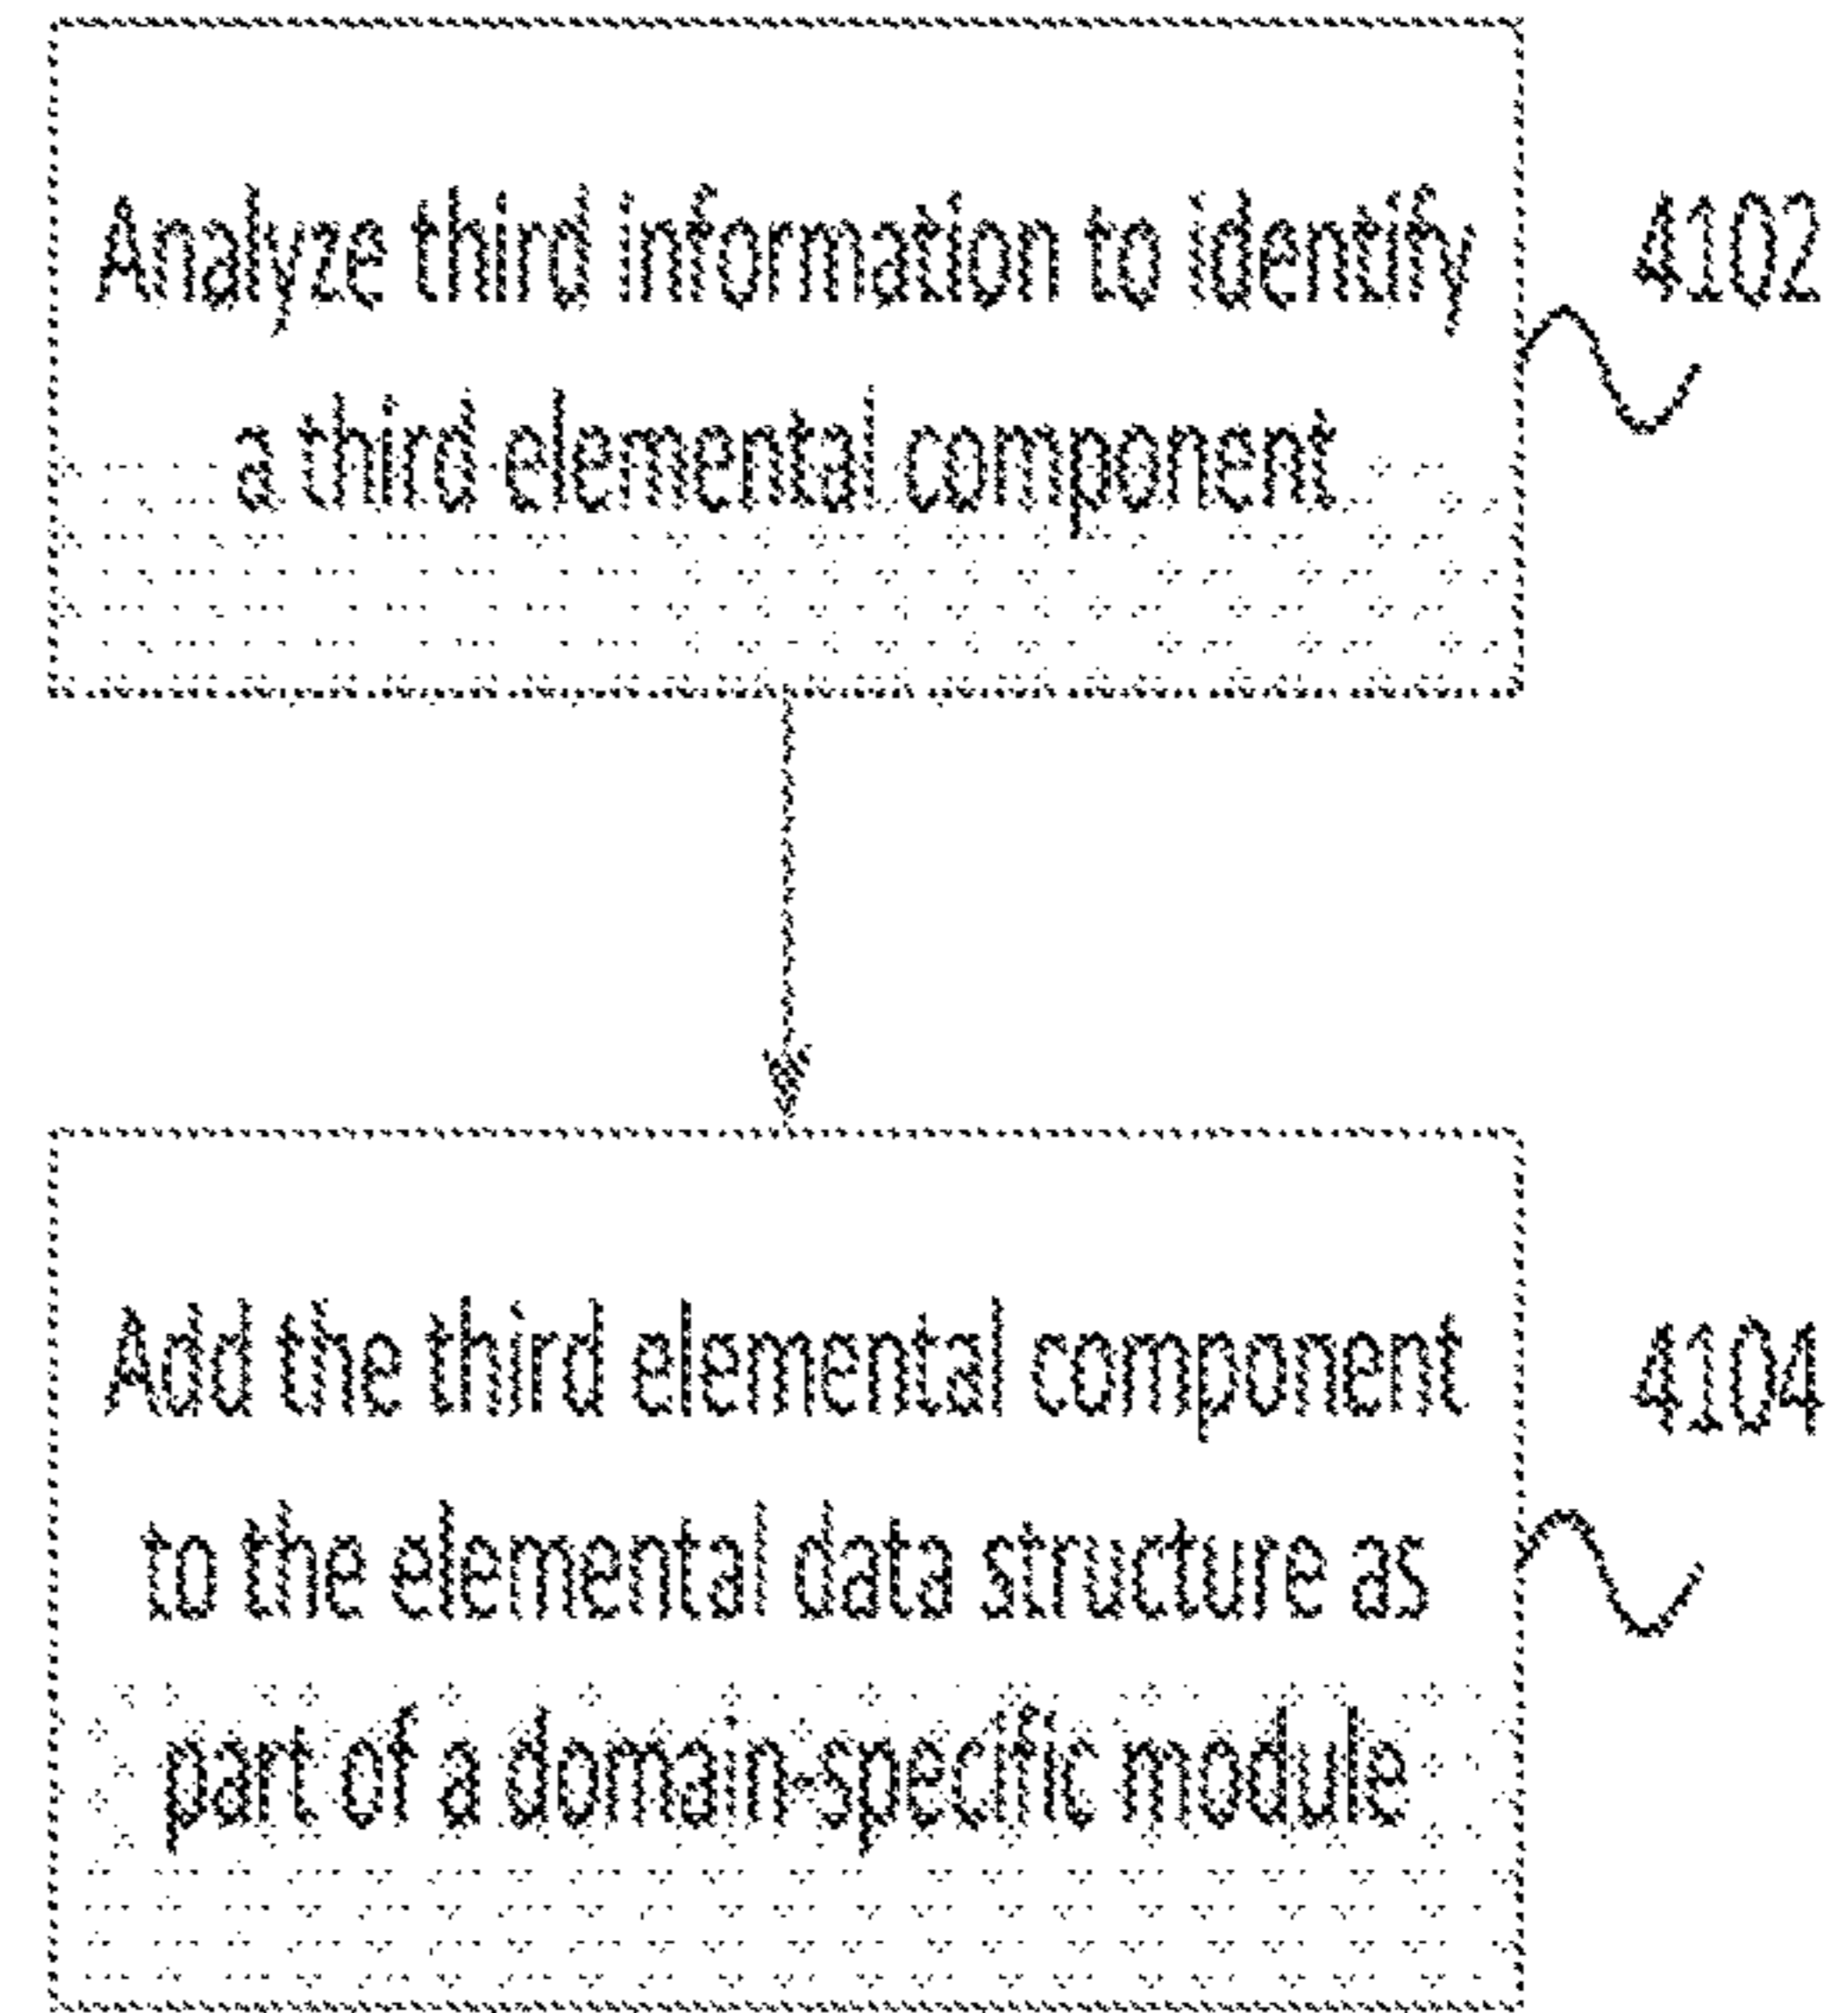 Analyze third information to identify
a third elemental component
4102
Add the third elemental component
to the elemental data structure as
part of a domain-specific module
4104